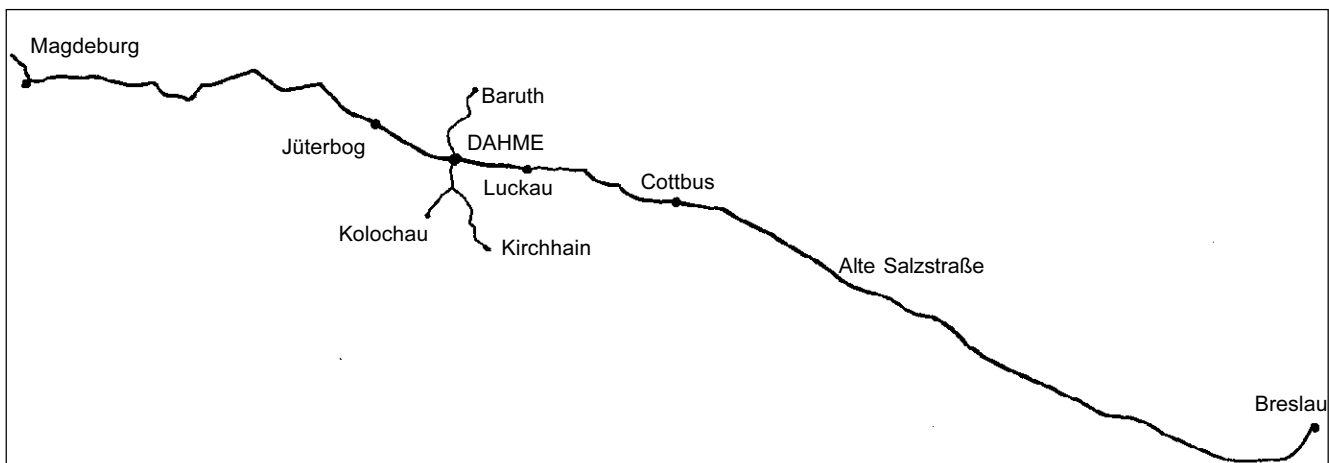 Magdeburg
Baruth
Jüterbog
DAHME
Luckau
Cottbus
Kolochau
Kirchhain
Alte Salzstraße
Breslau